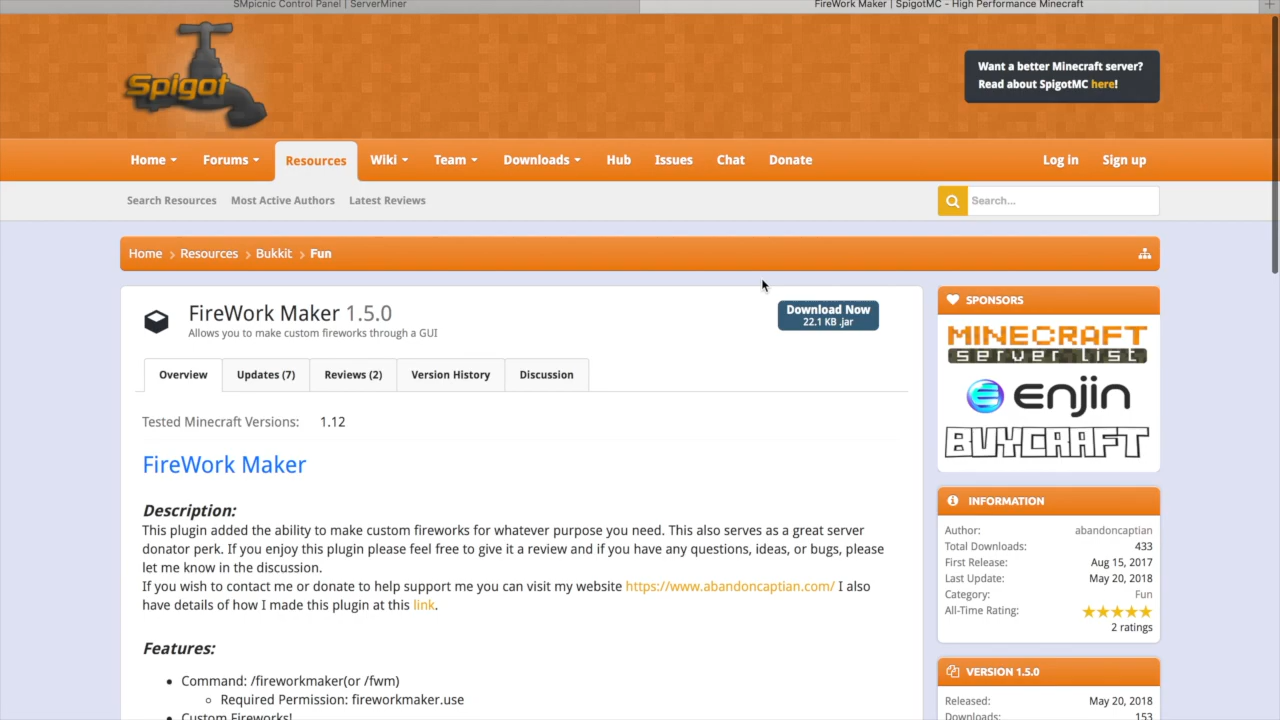 SMpicnic Control Panel | ServerMiner
FireWork Maker | SpigotMC - High Performance Minecraft
Spigot
Want a better Minecraft server?
Read about SpigotMC here!
Home Forums Resources Wiki Team Downloads Hub Issues Chat Donate Log in Sign up
Search Resources Most Active Authors Latest Reviews
Search...
Home Resources Bukkit Fun
FireWork Maker 1.5.0
Allows you to make custom fireworks through a GUI
Download Now
22.1 KB .jar
Overview Updates (7) Reviews (2) Version History Discussion
Tested Minecraft Versions: 1.12
FireWork Maker
Description:
This plugin added the ability to make custom fireworks for whatever purpose you need. This also serves as a great server
donator perk. If you enjoy this plugin please feel free to give it a review and if you have any questions, ideas, or bugs, please
let me know in the discussion.
If you wish to contact me or donate to help support me you can visit my website https://www.abandoncaptian.com/ I also
have details of how I made this plugin at this link.
Features:
Command: /fireworkmaker(or /fwm)
Required Permission: fireworkmaker.use
Custom Fireworks!
SPONSORS
MINECRAFT
server list
enjin
BUYCRAFT
INFORMATION
Author: abandoncaptian
Total Downloads: 433
First Release: Aug 15, 2017
Last Update: May 20, 2018
Category: Fun
All-Time Rating:
2 ratings
VERSION 1.5.0
Released: May 20, 2018
Downloads: 153